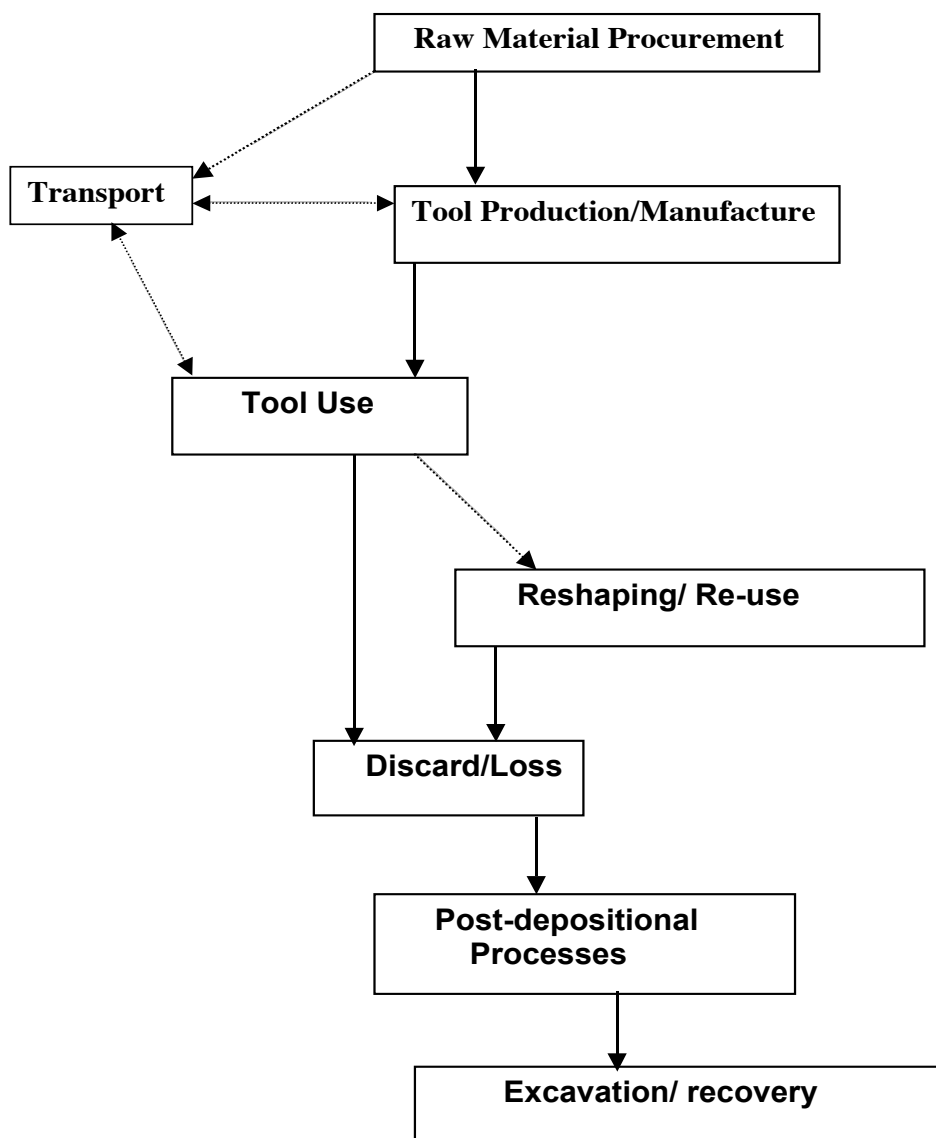 Raw Material Procurement
Transport
Tool Production/Manufacture
Tool Use
Reshaping/ Re-use
Discard/Loss
Post-depositional
Processes
Excavation/ recovery